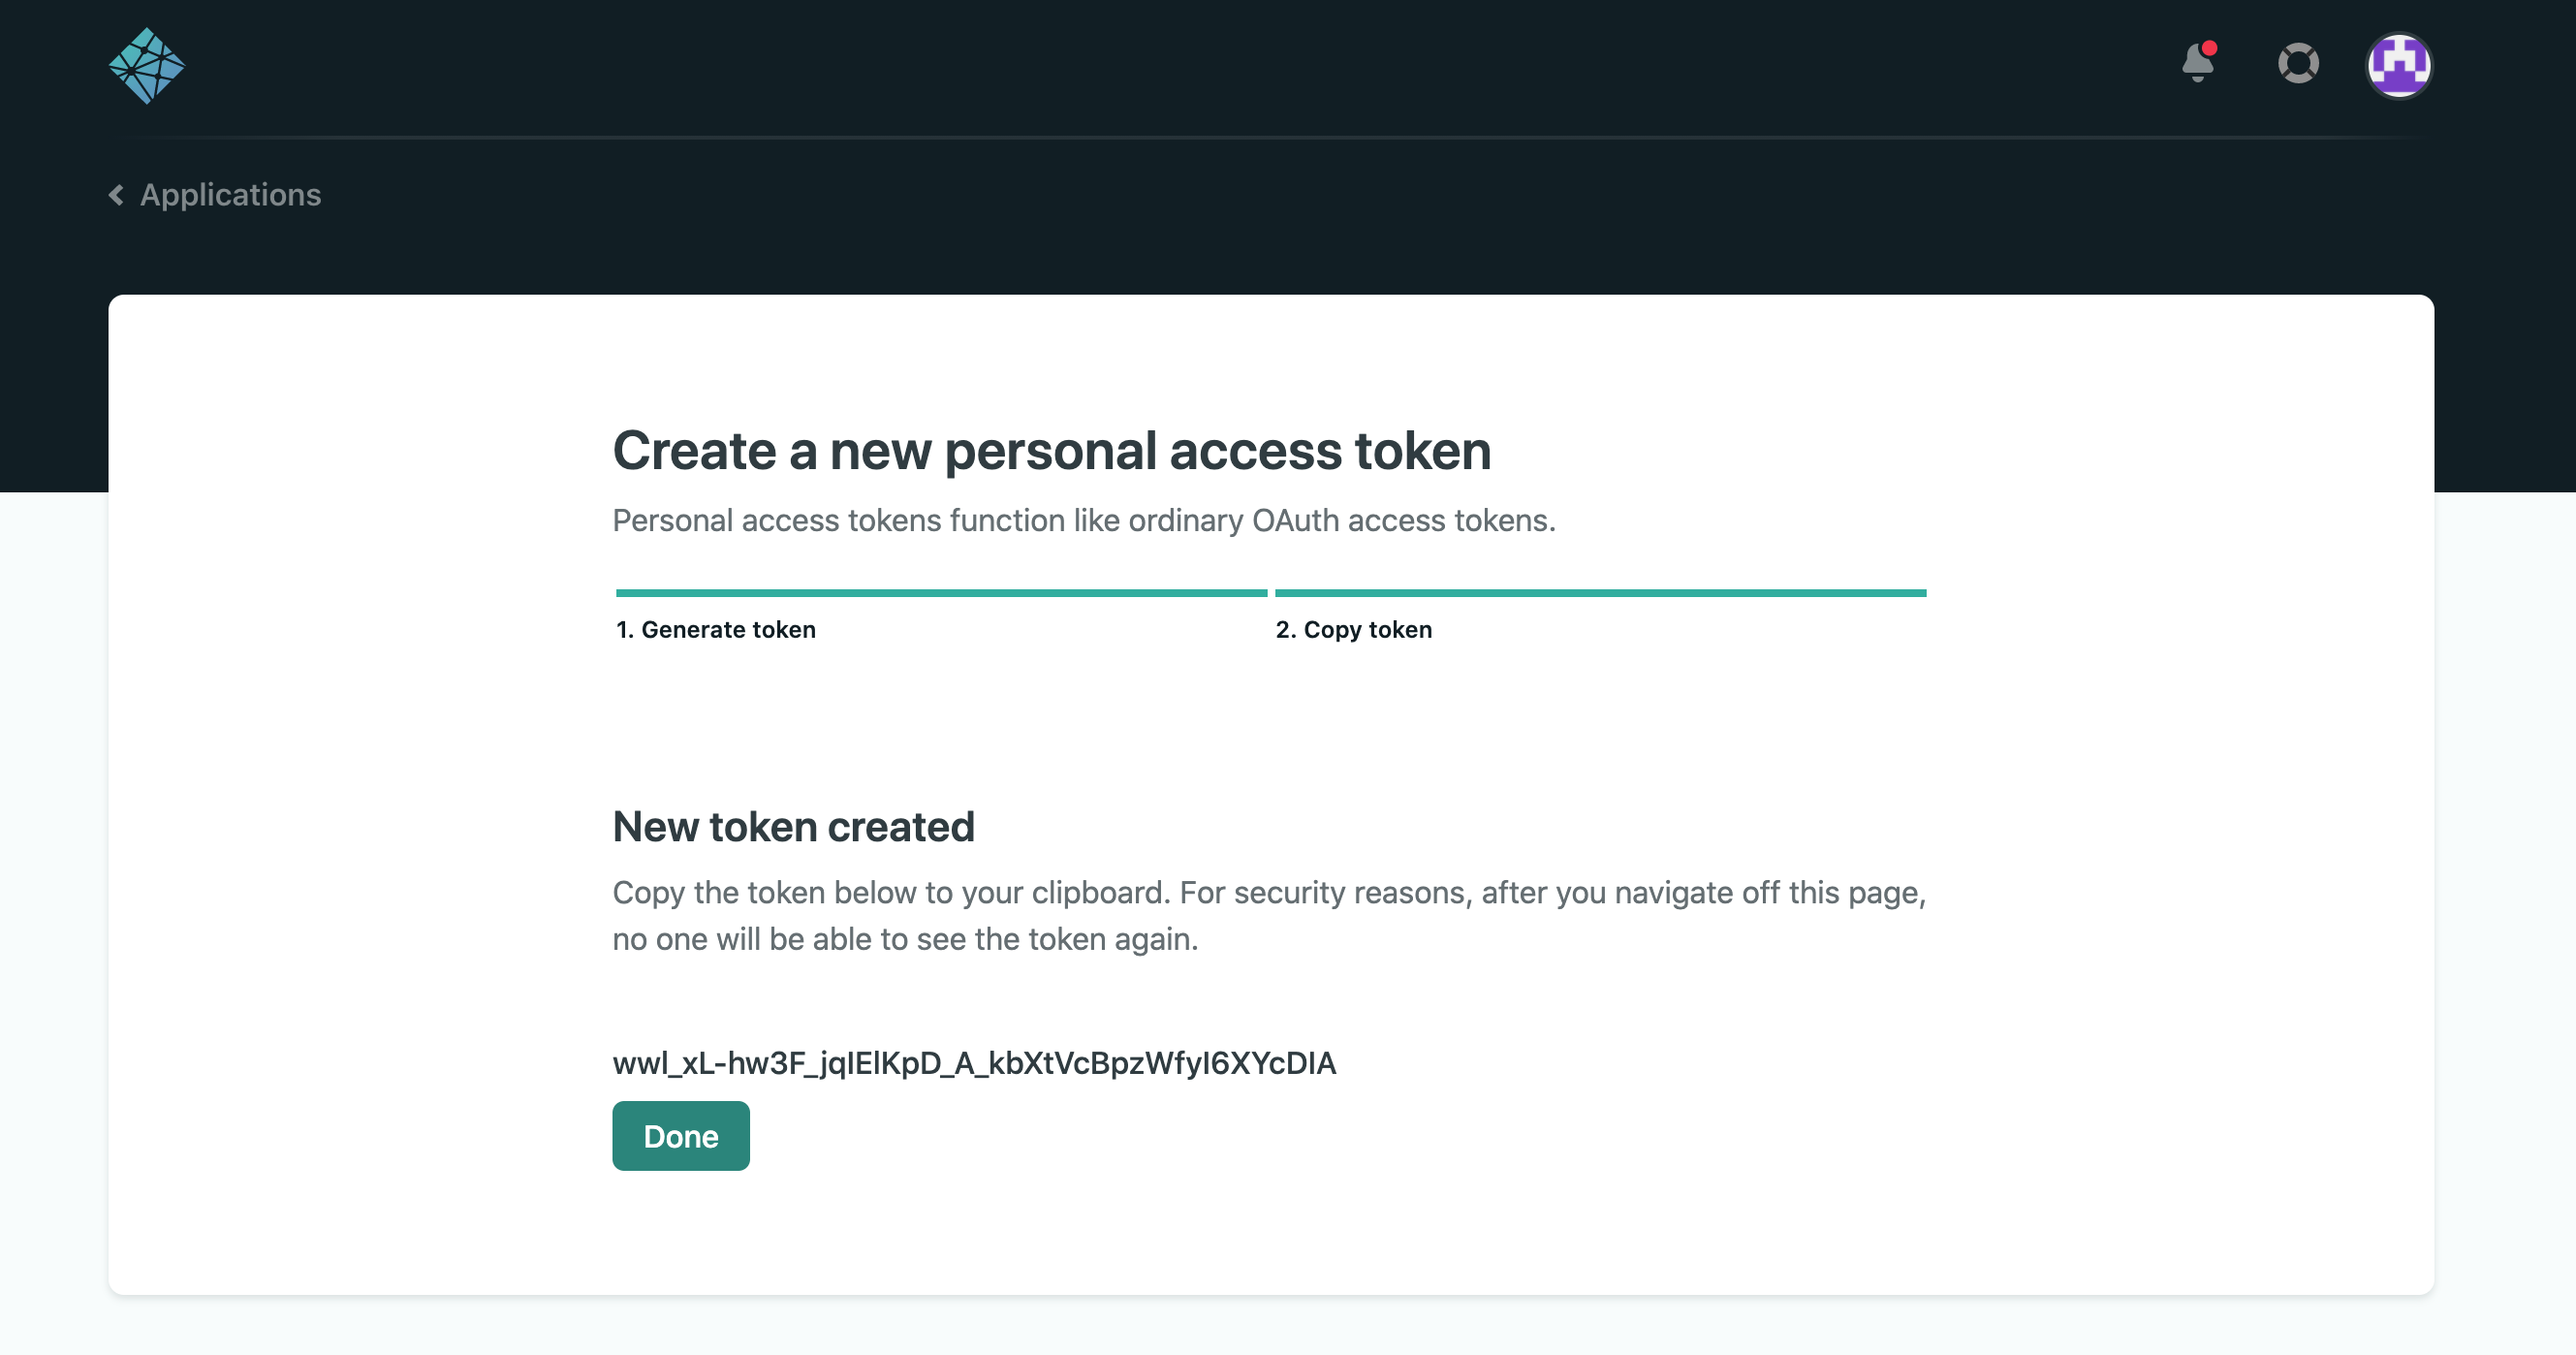 Applications
Create a new personal access token
Personal access tokens function like ordinary OAuth access tokens.
1. Generate token
2. Copy token
New token created
Copy the token below to your clipboard. For security reasons, after you navigate off this page,
no one will be able to see the token again.
wwl_xL-hw3F_jqIElKpD_A_kbXtVcBpzWfyI6XYcDIA
Done